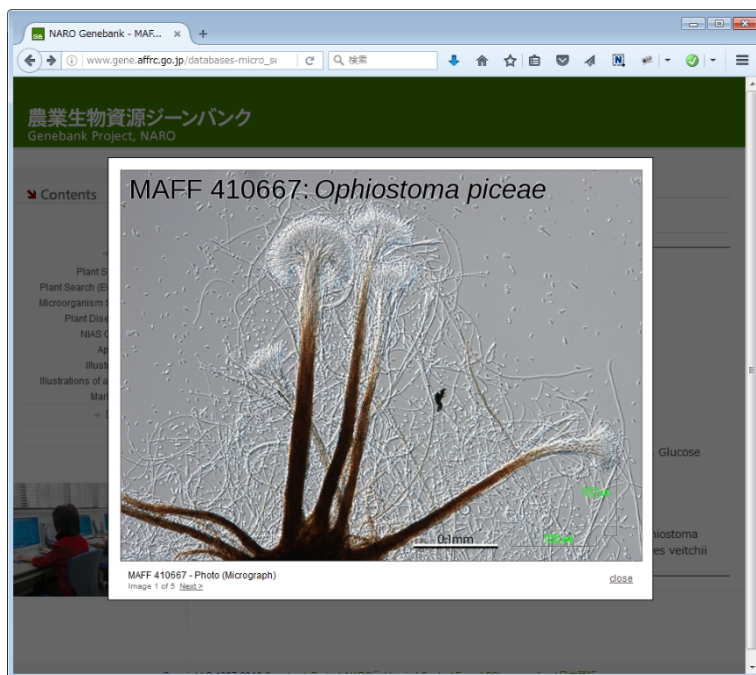 NARO Genebank - MAF...
www.gene.affrc.go.jp/databases-micro_se
検索
農業生物資源ジーンバンク
Genebank Project, NARO
Contents
Plant S
Plant Search (E
Microorganism S
Plant Dise
NIAS C
Ap
Illust
Illustrations of a
Man
MAFF 410667: Ophiostoma piceae
Glucose
hiostoma
es veitchii
0.1mm
MAFF 410667 - Photo (Micrograph)
Image 1 of 5 Next >
close